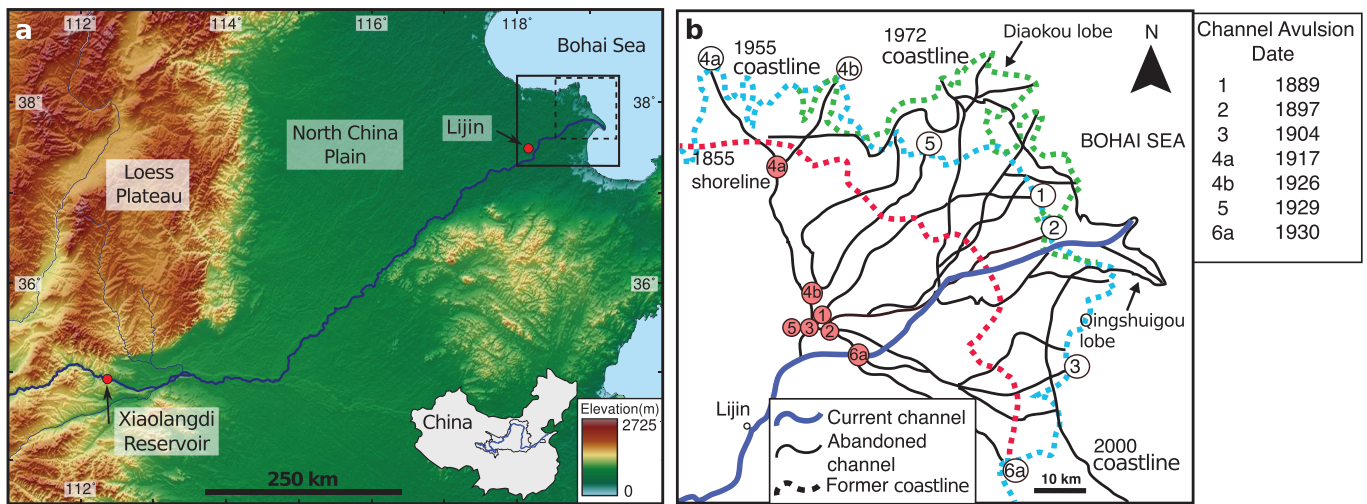 a
112°
114°
116°
118°
Bohai Sea
38°
38°
Lijin
North China
Plain
Loess
Plateau
36°
36°
Xiaolangdi
Reservoir
China
Elevation(m)
2725
0
112°
250 km
b
4a
1955
coastline
4b
1972
coastline
Diaokou lobe
N
BOHAI SEA
5
1855
shoreline
4a
1
2
4b
1
5
3
2
6a
Qingshuigou
lobe
3
Lijin
Current channel
Abandoned
channel
Former coastline
6a
2000
coastline
10 km
Channel Avulsion
Date
1 1889
2 1897
3 1904
4a 1917
4b 1926
5 1929
6a 1930